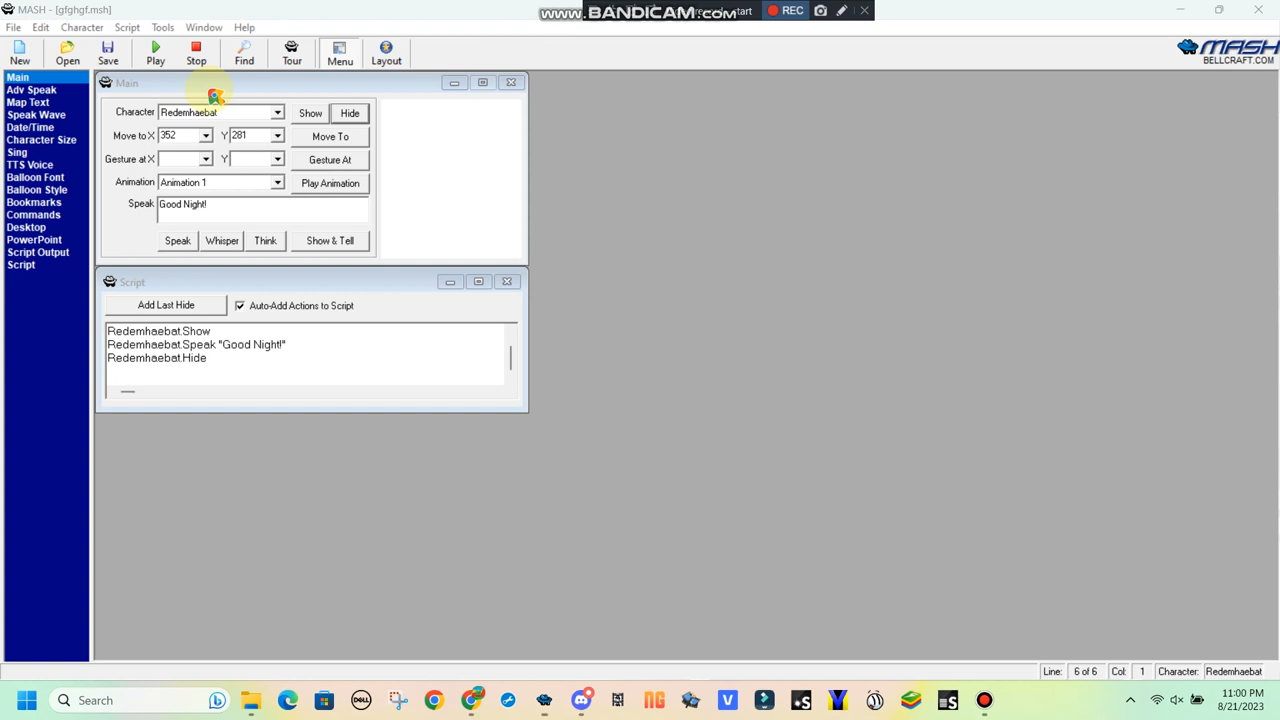 MASH - [gfghgf.msh]
www.BANDICAM.com
start
REC
File Edit Character Script Tools Window Help
New Open Save Play Stop Find Tour Menu Layout
MASH
BELLCRAFT.COM
Main
Adv Speak
Map Text
Speak Wave
Date/Time
Character Size
Sing
TTS Voice
Balloon Font
Balloon Style
Bookmarks
Commands
Desktop
PowerPoint
Script Output
Script
Main
Character Redemhaebat Show Hide
Move to X 352 Y 281 Move To
Gesture at X Y Gesture At
Animation Animation 1 Play Animation
Speak Good Night!
Speak Whisper Think Show & Tell
Script
Add Last Hide Auto-Add Actions to Script
Redemhaebat.Show
Redemhaebat.Speak "Good Night!"
Redemhaebat.Hide
Line: 6 of 6 Col: 1 Character: Redemhaebat
Search
11:00 PM
8/21/2023